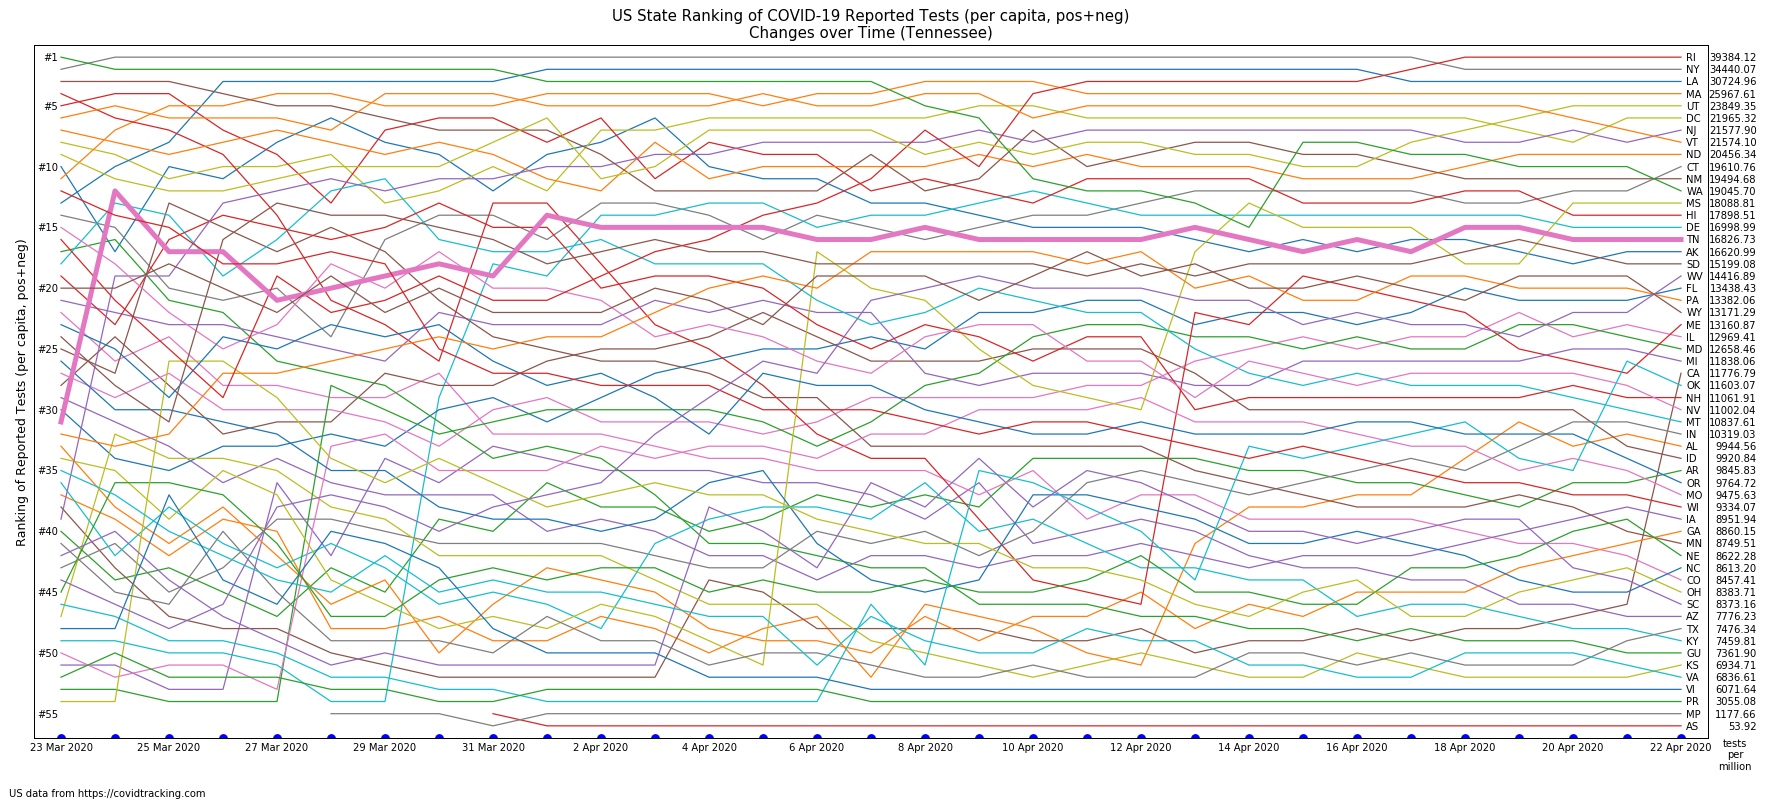 US State Ranking of COVID-19 Reported Tests (per capita, pos+neg)
Changes over Time (Tennessee)
Ranking of Reported Tests (per capita, pos+neg)
#1
#5
#10
#15
#20
#25
#30
#35
#40
#45
#50
#55
RI 39384.12
NY 34440.07
LA 30724.96
MA 25967.61
UT 23849.35
DC 21965.32
NJ 21577.90
VT 21574.10
ND 20456.34
CT 19610.76
NM 19494.68
WA 19045.70
MS 18088.81
HI 17898.51
DE 16998.99
TN 16826.73
AK 16620.99
SD 15199.08
WV 14416.89
FL 13438.43
PA 13382.06
WY 13171.29
ME 13160.87
IL 12969.41
MD 12658.46
MI 11838.06
CA 11776.79
OK 11603.07
NH 11061.91
NV 11002.04
MT 10837.61
IN 10319.03
AL 9944.56
ID 9920.84
AR 9845.83
OR 9764.72
MO 9475.63
WI 9334.07
IA 8951.94
GA 8860.15
MN 8749.51
NE 8622.28
NC 8613.20
CO 8457.41
OH 8383.71
SC 8373.16
AZ 7776.23
TX 7476.34
KY 7459.81
GU 7361.90
KS 6934.71
VA 6836.61
VI 6071.64
PR 3055.08
MP 1177.66
AS 53.92
23 Mar 2020 25 Mar 2020 27 Mar 2020 29 Mar 2020 31 Mar 2020 2 Apr 2020 4 Apr 2020 6 Apr 2020 8 Apr 2020 10 Apr 2020 12 Apr 2020 14 Apr 2020 16 Apr 2020 18 Apr 2020 20 Apr 2020 22 Apr 2020
tests
per
million
US data from https://covidtracking.com